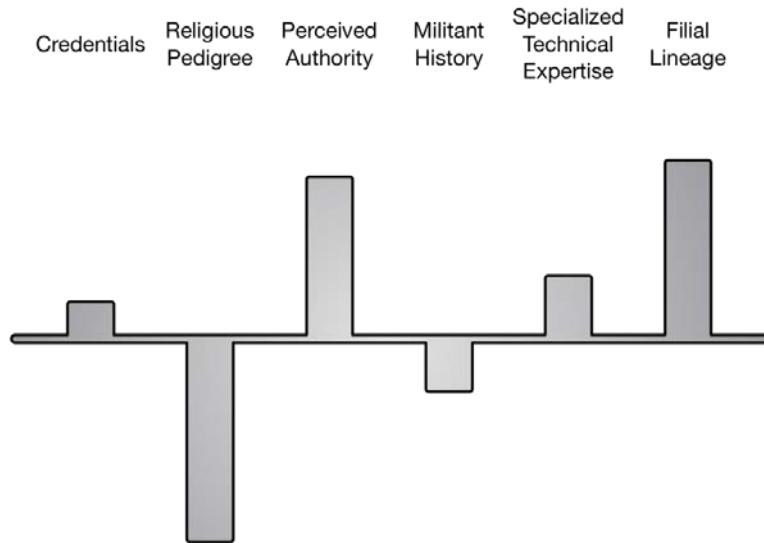 Credentials
Religious
Pedigree
Perceived
Authority
Militant
History
Specialized
Technical
Expertise
Filial
Lineage